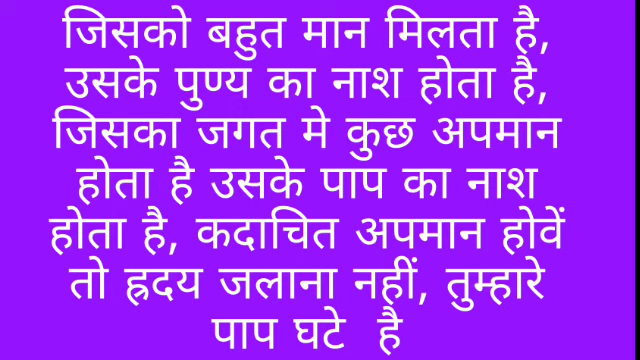 जिसको बहुत मान मिलता है,
उसके पुण्य का नाश होता है,
जिसका जगत मे कुछ अपमान
होता है उसके पाप का नाश
होता है, कदाचित अपमान होवें
तो ह्रदय जलाना नहीं, तुम्हारे
पाप घटे है